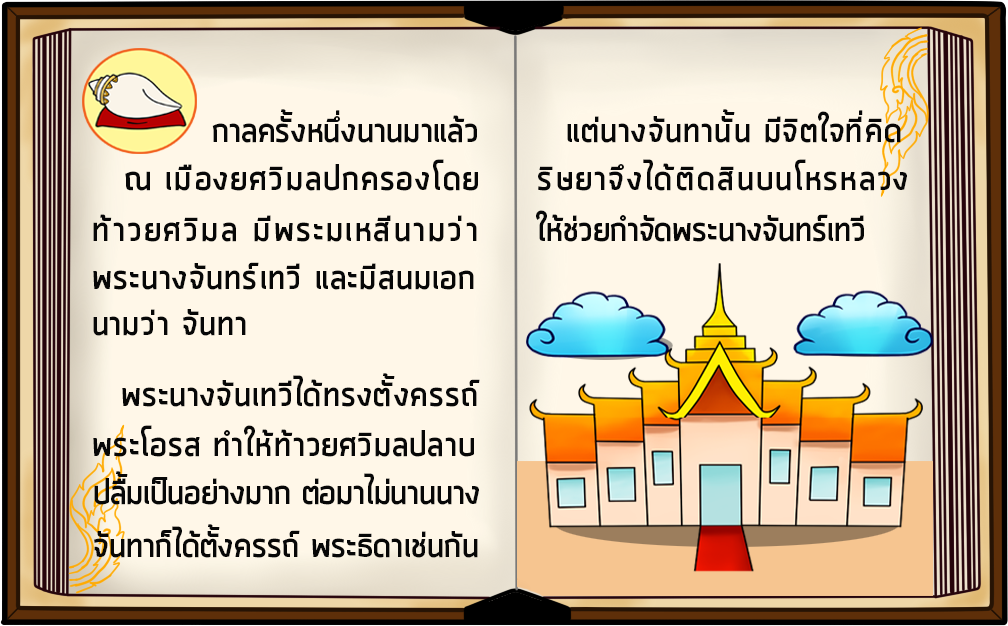 กาลครั้งหนึ่งนานมาแล้ว
ณ เมืองยศวิมลปกครองโดย
ท้าวยศวิมล มีพระมเหสีนามว่า
พระนางจันทร์เทวี และมีสนมเอก
นามว่า จันทา
พระนางจันเทวีได้ทรงตั้งครรถ์
พระโอรส ทำให้ท้าวยศวิมลปลาบ
ปลื้มเป็นอย่างมาก ต่อมาไม่นานนาง
จันทาก็ได้ตั้งครรถ์ พระธิดาเช่นกัน
แต่นางจันทานั้น มีจิตใจที่คิด
ริษยาจึงได้ติดสินบนโหรหลวง
ให้ช่วยกำจัดพระนางจันทร์เทวี